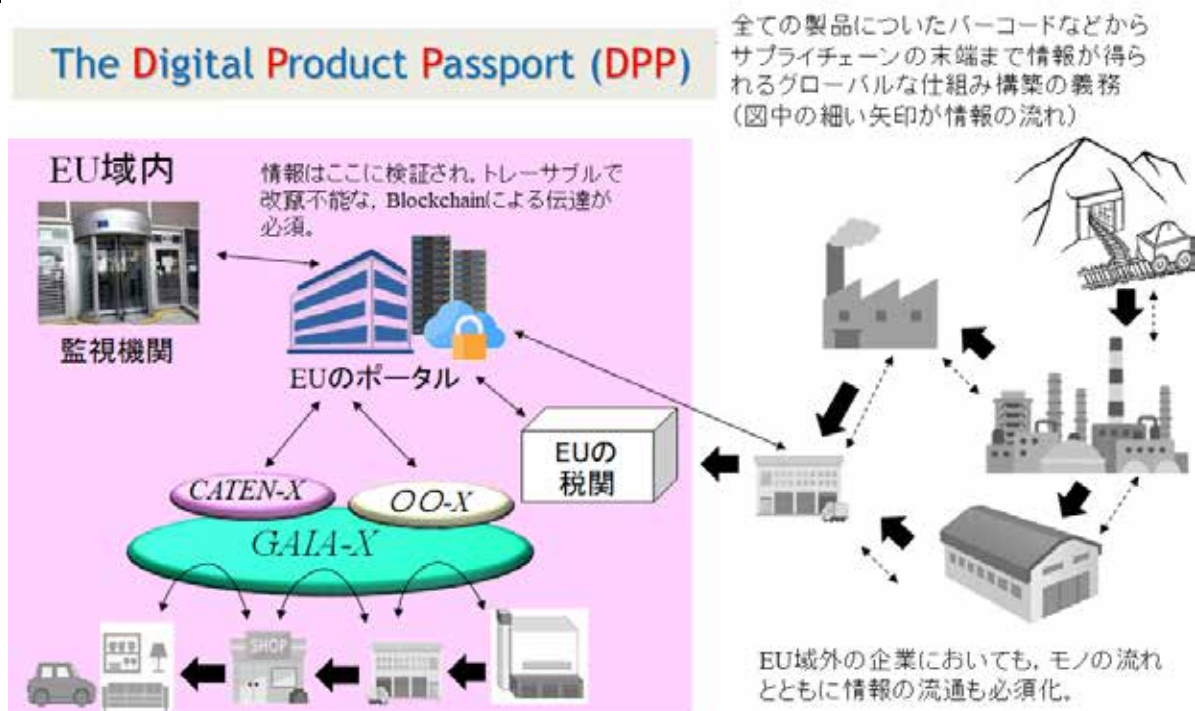 The Digital Product Passport (DPP)
全ての製品についたバーコードなどから
サプライチェーンの末端まで情報が得ら
れるグローバルな仕組み構築の義務
(図中の細い矢印が情報の流れ)
EU域内
情報はここに検証され，トレーサブルで
改竄不能な，Blockchainによる伝達が
必須。
監視機関
EUのポータル
EUの
税関
CATEN-X
〇〇-X
GAIA-X
SHOP
EU域外の企業においても，モノの流れ
とともに情報の流通も必須化。